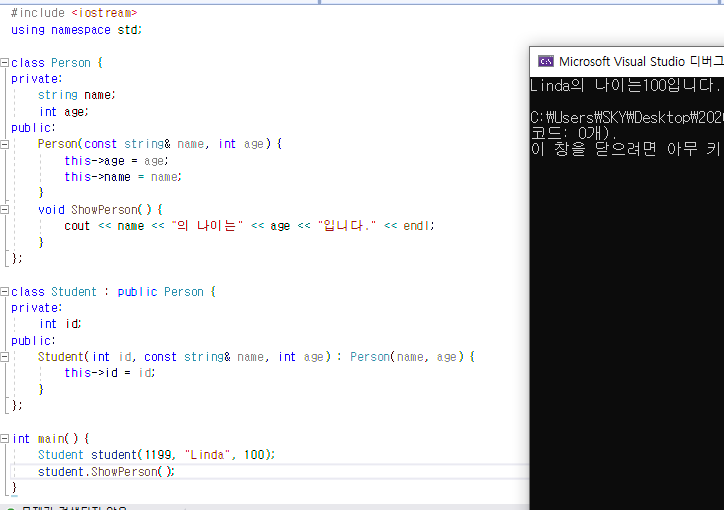 #include <iostream>
using namespace std;
class Person {
private:
string name;
int age;
public:
Person(const string& name, int age) {
this->age = age;
this->name = name;
}
void ShowPerson() {
cout << name << "의 나이는" << age << "입니다." << endl;
}
};
class Student : public Person {
private:
int id;
public:
Student(int id, const string& name, int age) : Person(name, age) {
this->id = id;
}
};
int main() {
Student student(1199, "Linda", 100);
student.ShowPerson();
}
Microsoft Visual Studio 디버그
Linda의 나이는100입니다.
C:\Users\SKY\Desktop\202
코드: 0개).
이 창을 닫으려면 아무 키